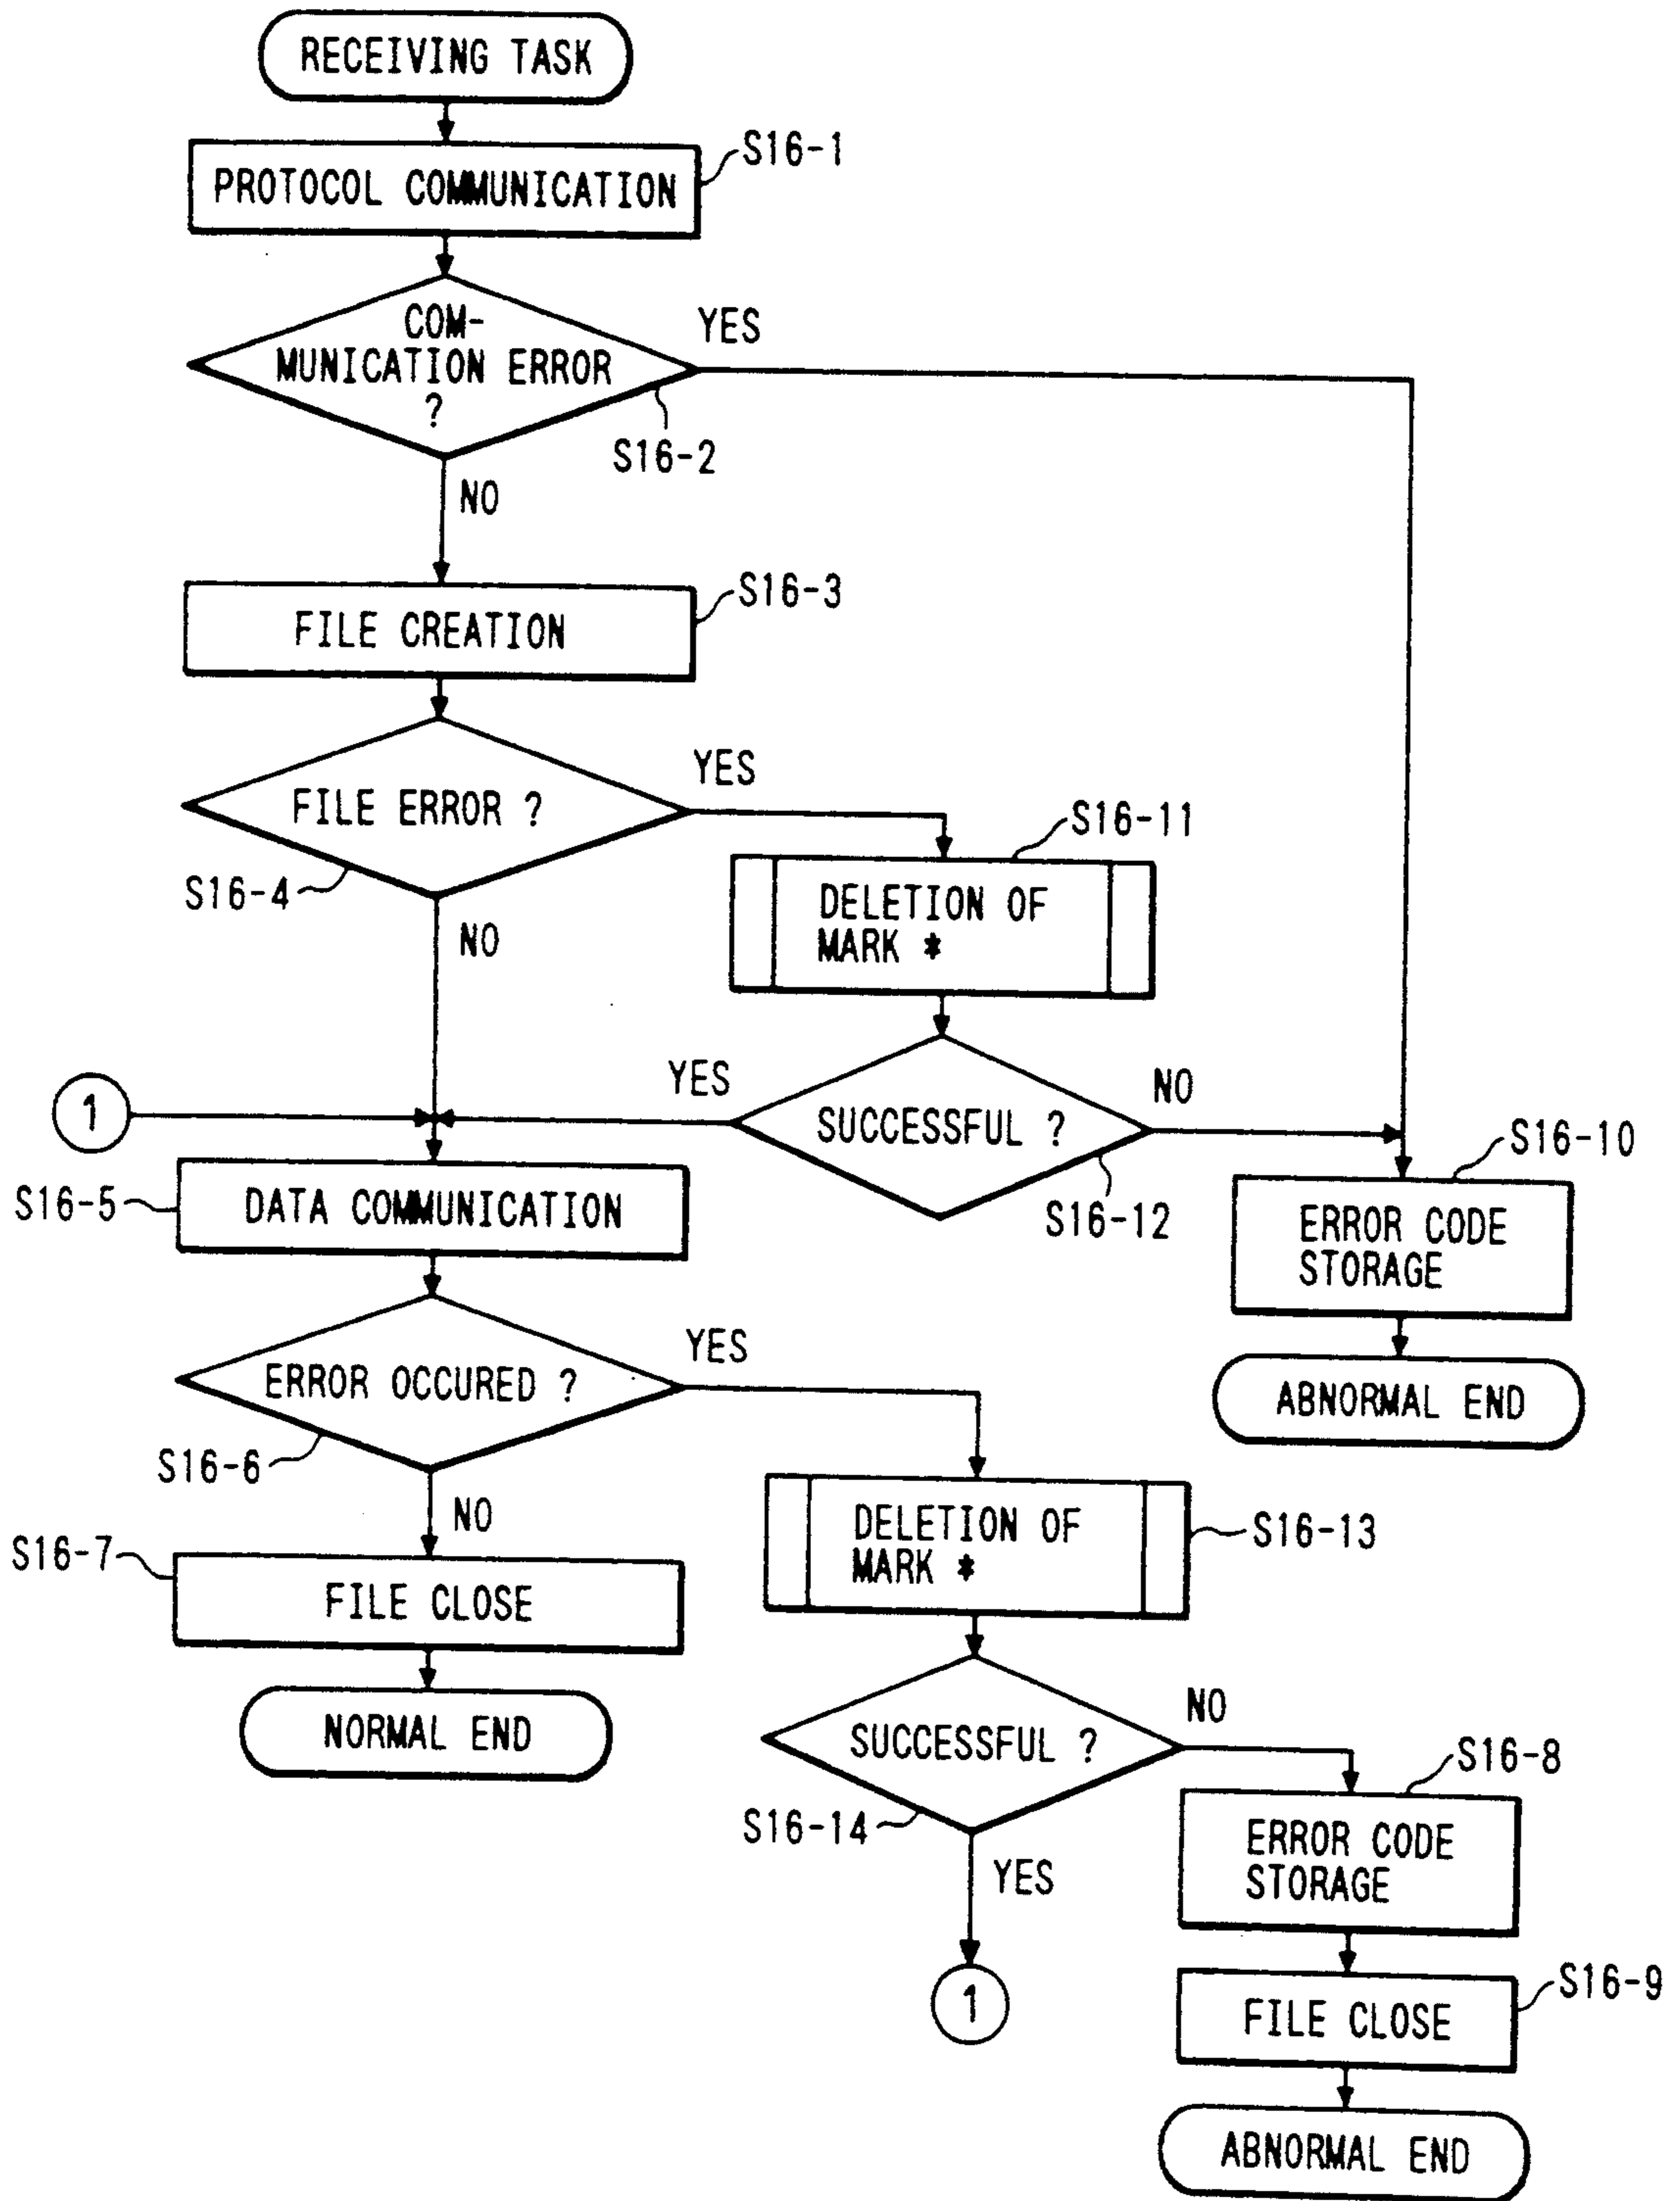 RECEIVING TASK
S16-1
PROTOCOL COMMUNICATION
COM-
MUNICATION ERROR
?
YES
S16-2
NO
S16-3
FILE CREATION
FILE ERROR ?
YES
S16-4
NO
S16-11
DELETION OF
MARK *
1
YES
SUCCESSFUL ?
NO
S16-12
S16-10
ERROR CODE
STORAGE
ABNORMAL END
S16-5
DATA COMMUNICATION
ERROR OCCURED ?
YES
S16-6
NO
S16-7
FILE CLOSE
NORMAL END
DELETION OF
MARK *
S16-13
SUCCESSFUL ?
NO
S16-14
YES
1
S16-8
ERROR CODE
STORAGE
S16-9
FILE CLOSE
ABNORMAL END